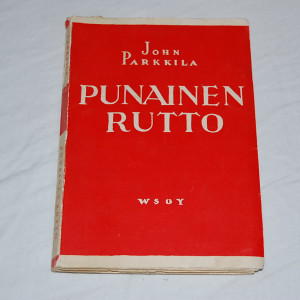 JOHN
PARKKILA
PUNAINEN
RUTTO
WSOY